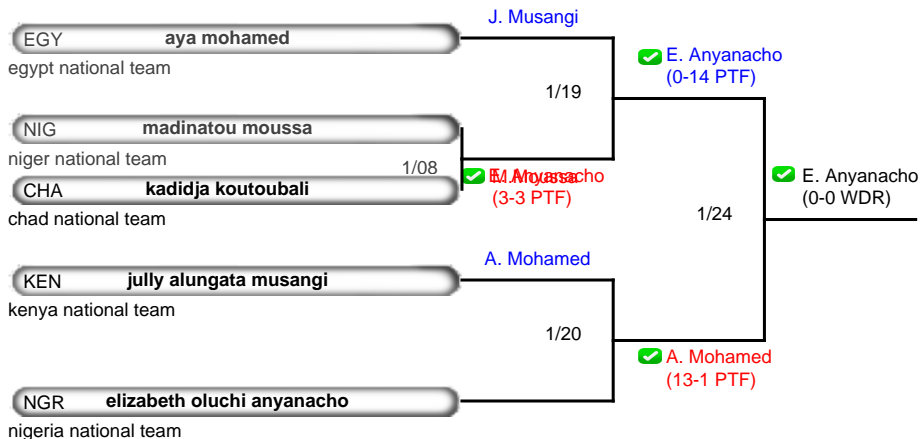 J. Musangi
EGY aya mohamed
egypt national team
E. Anyanacho
(0-14 PTF)
1/19
NIG madinatou moussa
niger national team
1/08
E. Anyanacho
M. Moussa
(3-3 PTF)
E. Anyanacho
(0-0 WDR)
CHA kadidja koutoubali
chad national team
1/24
A. Mohamed
KEN jully alungata musangi
kenya national team
1/20
A. Mohamed
(13-1 PTF)
NGR elizabeth oluchi anyanacho
nigeria national team